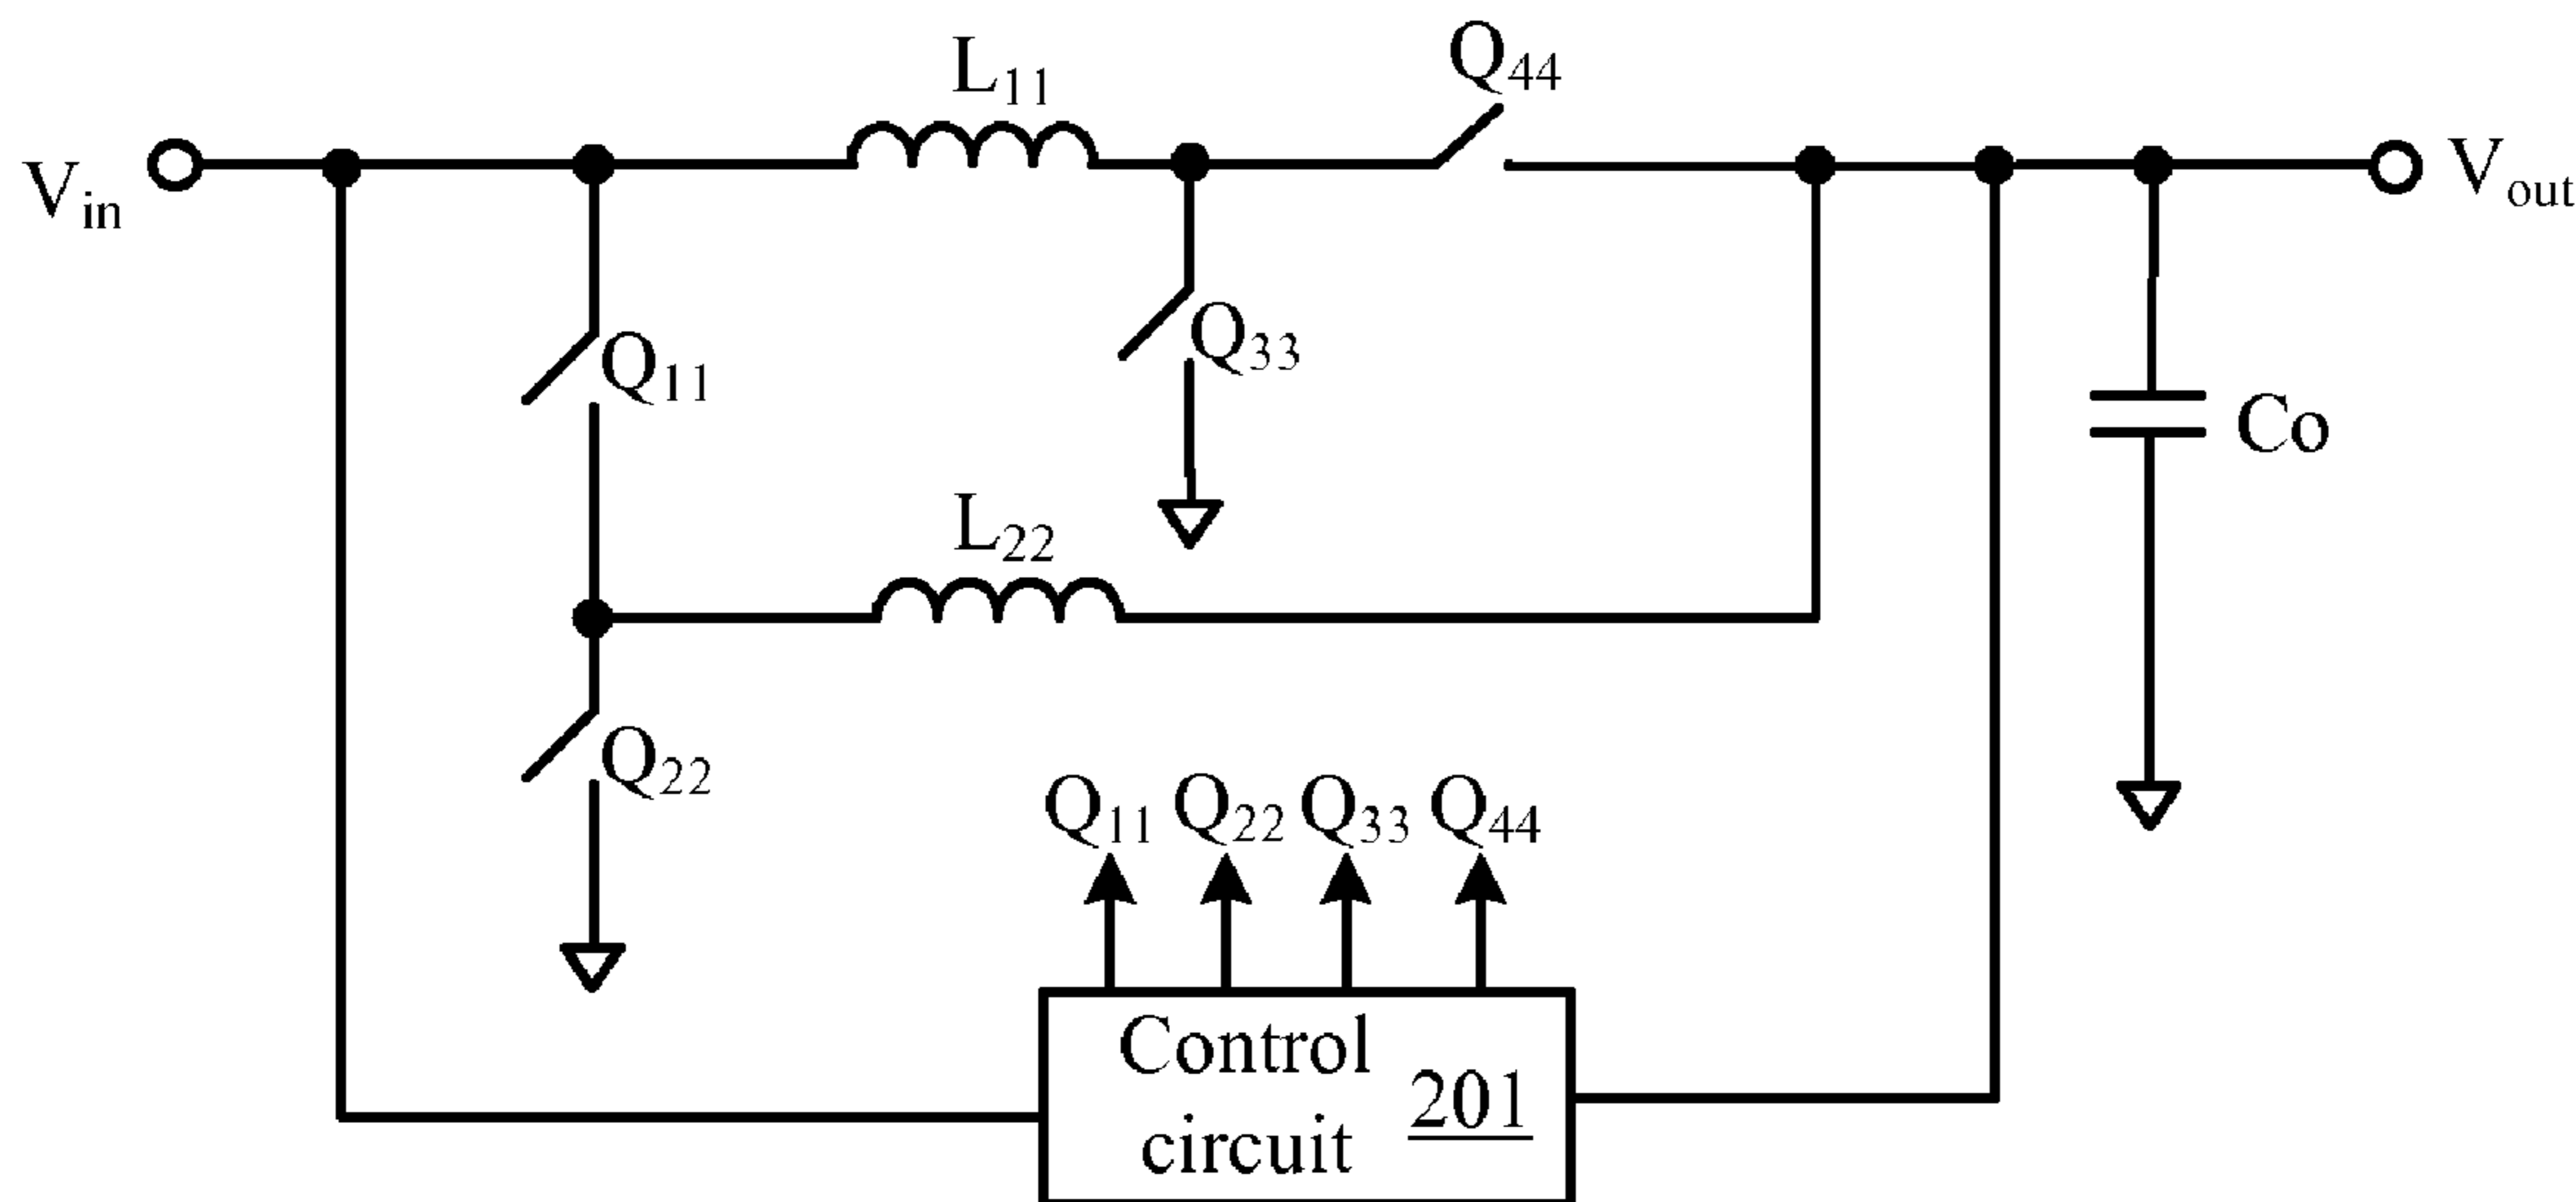 L11
Q44
Vin
Vout
Q11
Q33
Co
L22
Q22
Q11 Q22 Q33 Q44
Control
circuit 201